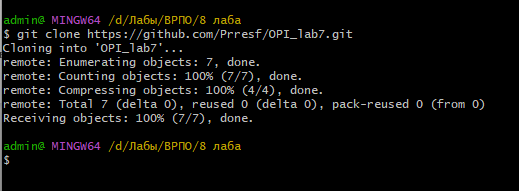 admin@ MINGW64 /d/Лабы/ВРПО/8 лаба
$ git clone https://github.com/Prresf/OPI_lab7.git
Cloning into 'OPI_lab7'...
remote: Enumerating objects: 7, done.
remote: Counting objects: 100% (7/7), done.
remote: Compressing objects: 100% (4/4), done.
remote: Total 7 (delta 0), reused 0 (delta 0), pack-reused 0 (from 0)
Receiving objects: 100% (7/7), done.
admin@ MINGW64 /d/Лабы/ВРПО/8 лаба
$